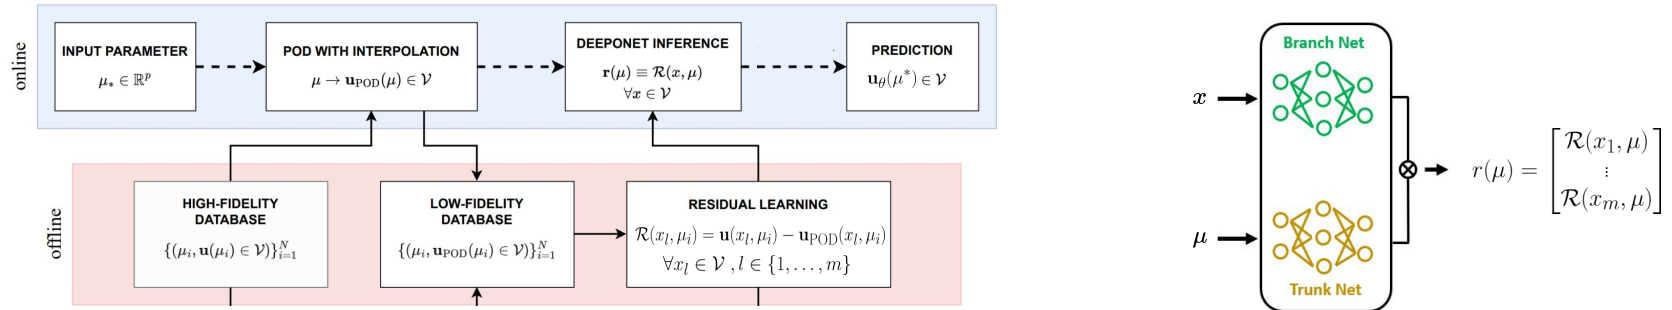 online
INPUT PARAMETER
μ_* ∈ ℝ^p
POD WITH INTERPOLATION
μ → u_POD(μ) ∈ 𝒱
DEEPONET INFERENCE
r(μ) ≡ ℛ(x, μ)
∀x ∈ 𝒱
PREDICTION
u_θ(μ^*) ∈ 𝒱
offline
HIGH-FIDELITY
DATABASE
{(μ_i, u(μ_i) ∈ 𝒱)}_{i=1}^N
LOW-FIDELITY
DATABASE
{(μ_i, u_POD(μ_i) ∈ 𝒱)}_{i=1}^N
RESIDUAL LEARNING
ℛ(x_l, μ_i) = u(x_l, μ_i) − u_POD(x_l, μ_i)
∀x_l ∈ 𝒱 , l ∈ {1, . . . , m}
Branch Net
x
μ
Trunk Net
⊗
r(μ) = [ℛ(x_1, μ)
⋮
ℛ(x_m, μ)]